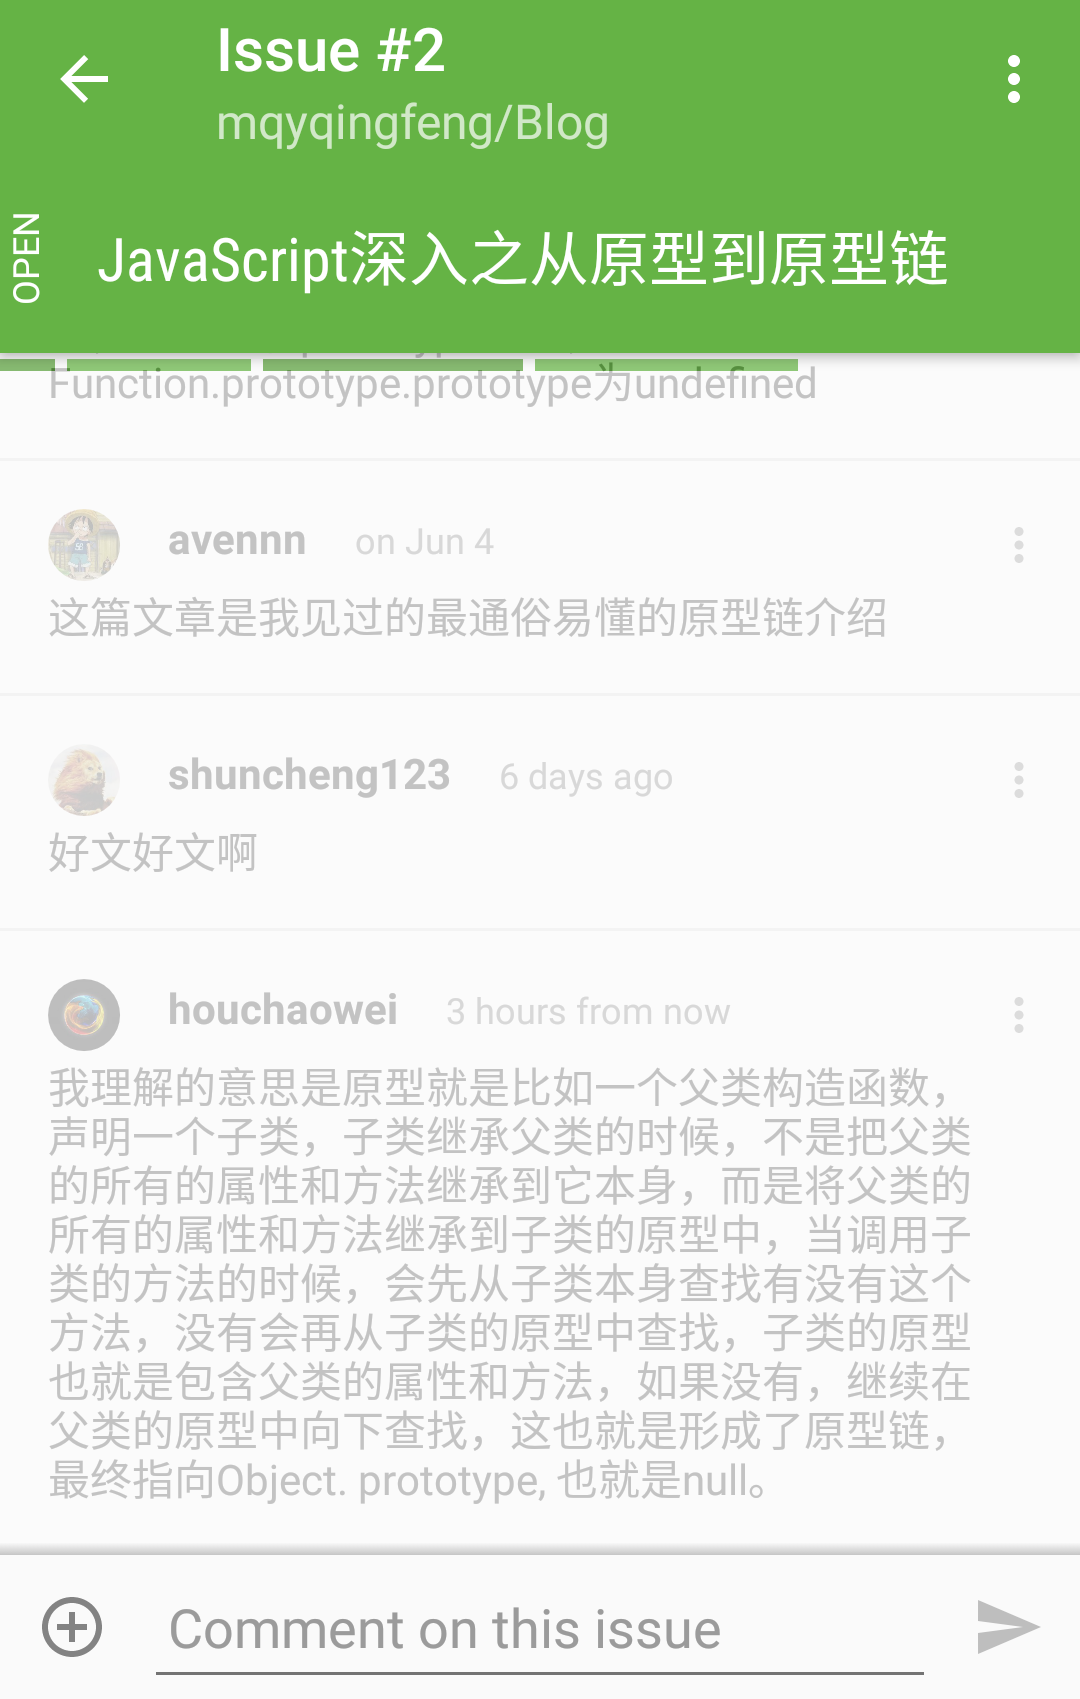 Issue #2
mqyqingfeng/Blog
OPEN
JavaScript深入之从原型到原型链
Function.prototype.prototype为undefined
avennn on Jun 4
这篇文章是我见过的最通俗易懂的原型链介绍
shuncheng123 6 days ago
好文好文啊
houchaowei 3 hours from now
我理解的意思是原型就是比如一个父类构造函数，
声明一个子类，子类继承父类的时候，不是把父类
的所有的属性和方法继承到它本身，而是将父类的
所有的属性和方法继承到子类的原型中，当调用子
类的方法的时候，会先从子类本身查找有没有这个
方法，没有会再从子类的原型中查找，子类的原型
也就是包含父类的属性和方法，如果没有，继续在
父类的原型中向下查找，这也就是形成了原型链，
最终指向Object. prototype, 也就是null。
Comment on this issue